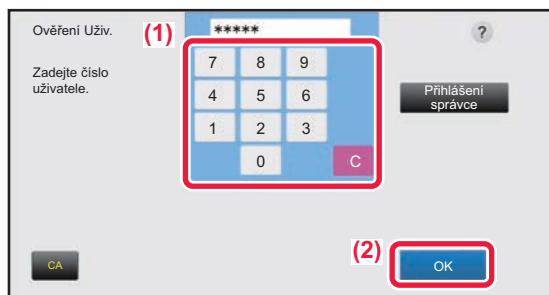 Ověření Uživ.
(1)
*****
?
Zadejte číslo
uživatele.
7 8 9
4 5 6
1 2 3
0 C
Přihlášení
správce
(2)
CA
OK